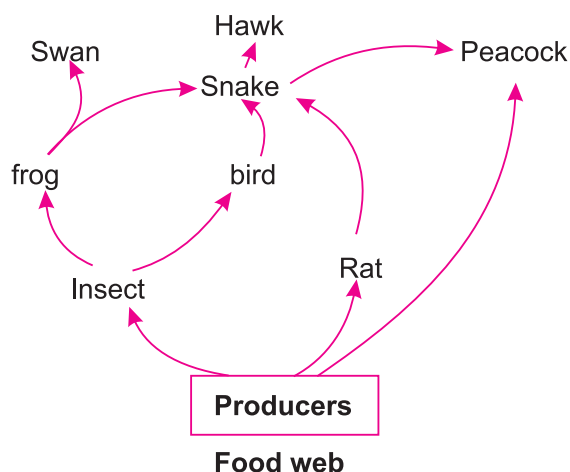 Hawk
Swan
Peacock
Snake
frog
bird
Rat
Insect
Producers
Food web